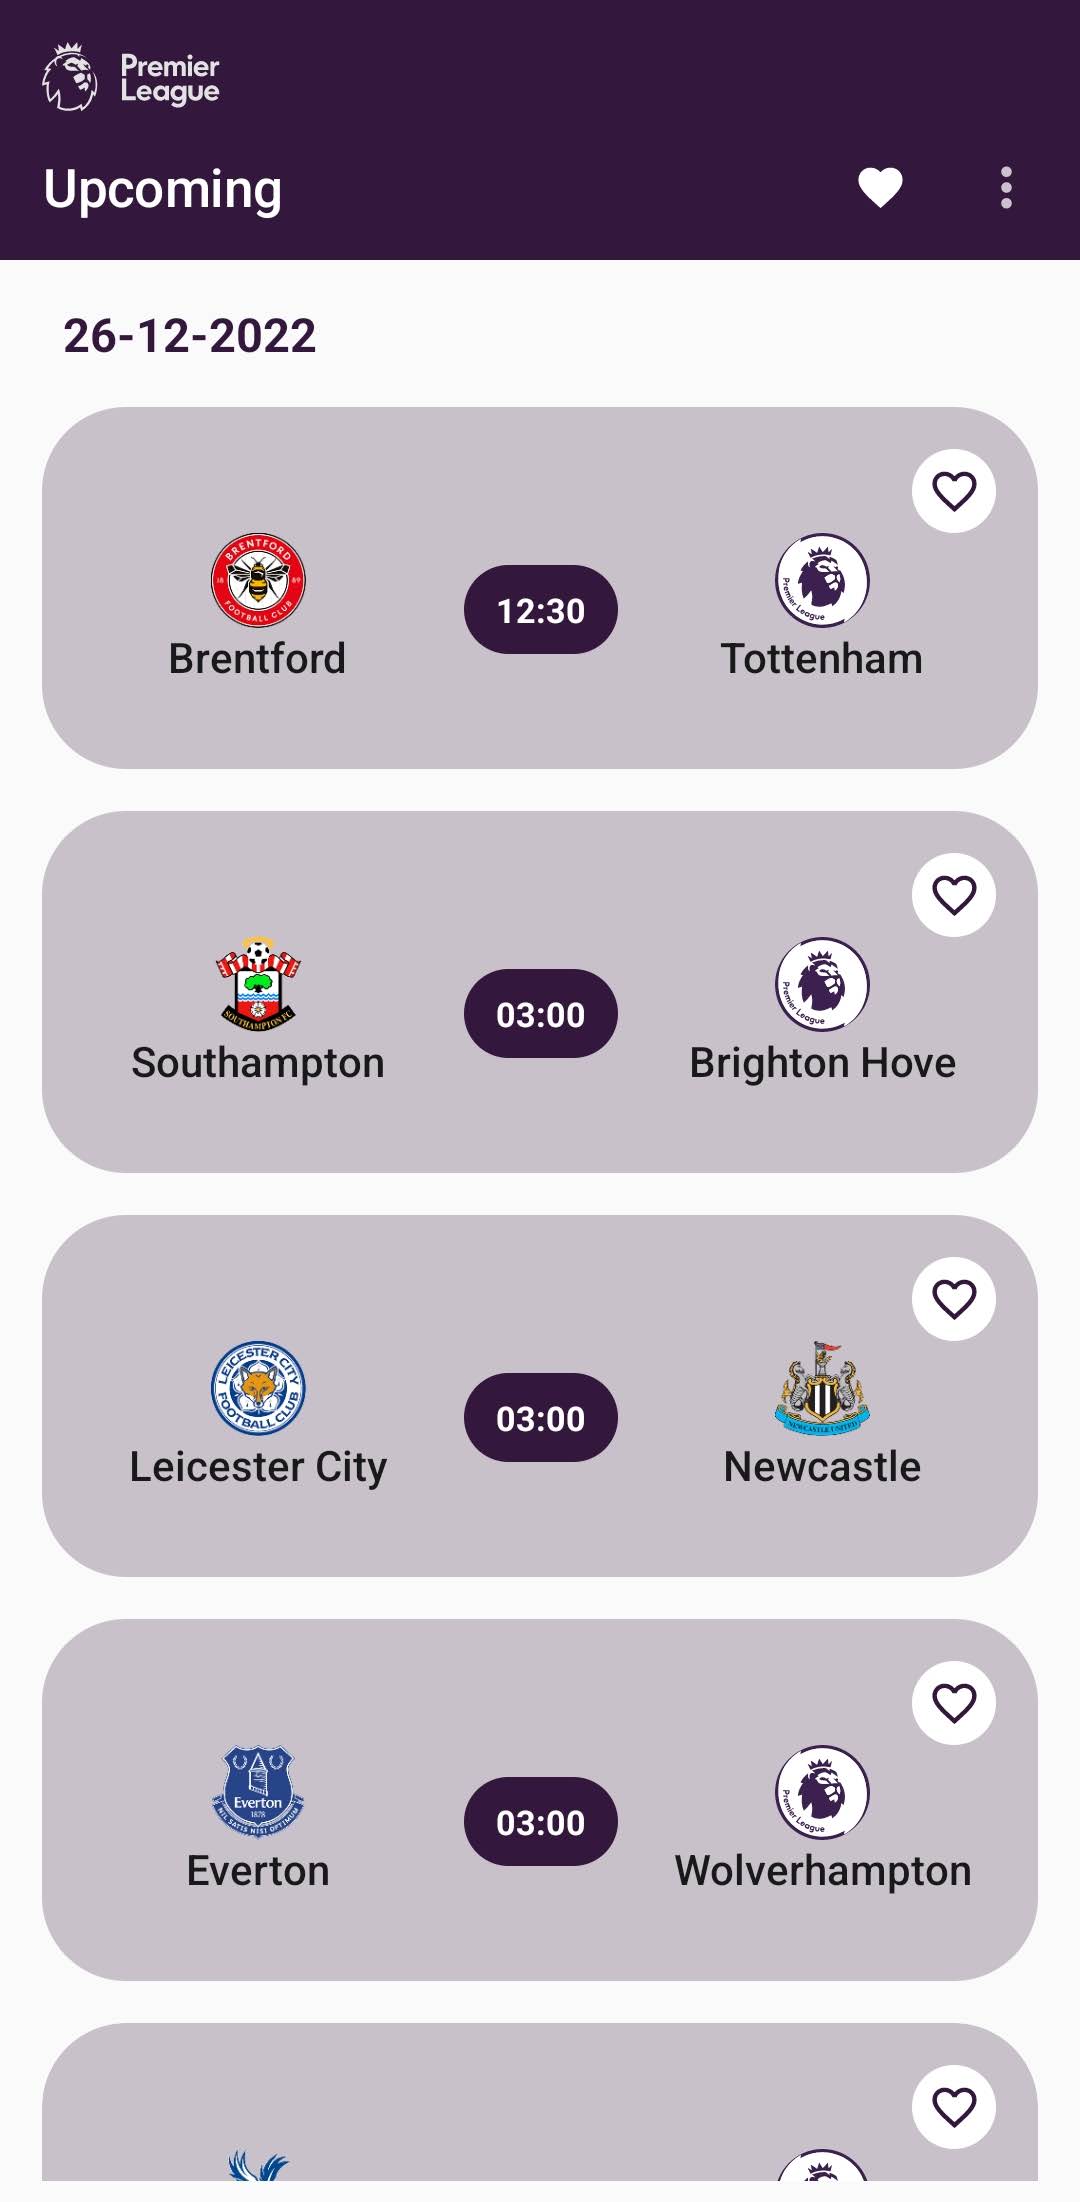 Premier
League
Upcoming
26-12-2022
BRENTFORD
18 89
FOOTBALL CLUB
Premier League
12:30
Brentford
Tottenham
SOUTHAMPTON FC
Premier League
03:00
Southampton
Brighton Hove
LEICESTER CITY
FOOTBALL CLUB
NEWCASTLE UNITED
03:00
Leicester City
Newcastle
Everton
1878
NIL SATIS NISI OPTIMUM
Premier League
03:00
Everton
Wolverhampton